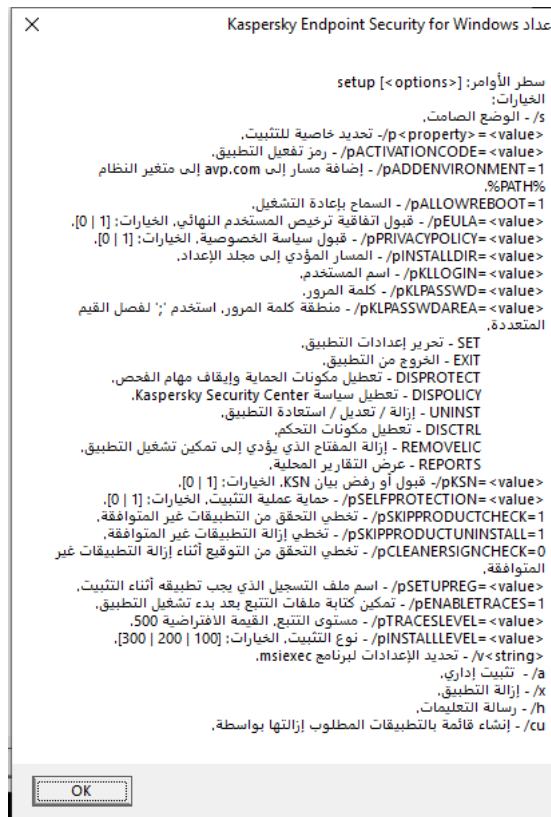 عداد Kaspersky Endpoint Security for Windows
سطر الأوامر: setup [<options>]
الخيارات:
/s - الوضع الصامت.
/p<property>=<value> - تحديد خاصية للتثبيت.
/pACTIVATIONCODE=<value> - رمز تفعيل التطبيق.
/pADDENVIRONMENT=1 - إضافة مسار إلى avp.com إلى متغير النظام
%PATH%.
/pALLOWREBOOT=1 - السماح بإعادة التشغيل.
/pEULA=<value> - قبول اتفاقية ترخيص المستخدم النهائي. الخيارات: [1 | 0].
/pPRIVACYPOLICY=<value> - قبول سياسة الخصوصية. الخيارات: [1 | 0].
/pINSTALLDIR=<value> - المسار المؤدي إلى مجلد الإعداد.
/pKLLOGIN=<value> - اسم المستخدم.
/pKLPASSWD=<value> - كلمة المرور.
/pKLPASSWDAREA=<value> - منطقة كلمة المرور. استخدم ';' لفصل القيم
المتعددة.
SET - تحرير إعدادات التطبيق.
EXIT - الخروج من التطبيق.
DISPROTECT - تعطيل مكونات الحماية وإيقاف مهام الفحص.
DISPOLICY - تعطيل سياسة Kaspersky Security Center.
UNINST - إزالة / تعديل / استعادة التطبيق.
DISCTRL - تعطيل مكونات التحكم.
REMOVELIC - إزالة المفتاح الذي يؤدي إلى تمكين تشغيل التطبيق.
REPORTS - عرض التقارير المحلية.
/pKSN=<value> - قبول أو رفض بيان KSN. الخيارات: [1 | 0].
/pSELFPROTECTION=<value> - حماية عملية التثبيت. الخيارات: [1 | 0].
/pSKIPPRODUCTCHECK=1 - تخطي التحقق من التطبيقات غير المتوافقة.
/pSKIPPRODUCTUNINSTALL=1 - تخطي إزالة التطبيقات غير المتوافقة.
/pCLEANERSIGNCHECK=0 - تخطي التحقق من التوقيع أثناء إزالة التطبيقات غير
المتوافقة.
/pSETUPREG=<value> - اسم ملف التسجيل الذي يجب تطبيقه أثناء التثبيت.
/pENABLETRACES=1 - تمكين كتابة ملفات التتبع بعد بدء تشغيل التطبيق.
/pTRACESLEVEL=<value> - مستوى التتبع. القيمة الافتراضية 500.
/pINSTALLLEVEL=<value> - نوع التثبيت. الخيارات: [100 | 200 | 300].
/v<string> - تحديد الإعدادات لبرنامج msiexec.
/a - تثبيت إداري.
/x - إزالة التطبيق.
/h - رسالة التعليمات.
/cu - إنشاء قائمة بالتطبيقات المطلوب إزالتها بواسطة.
OK